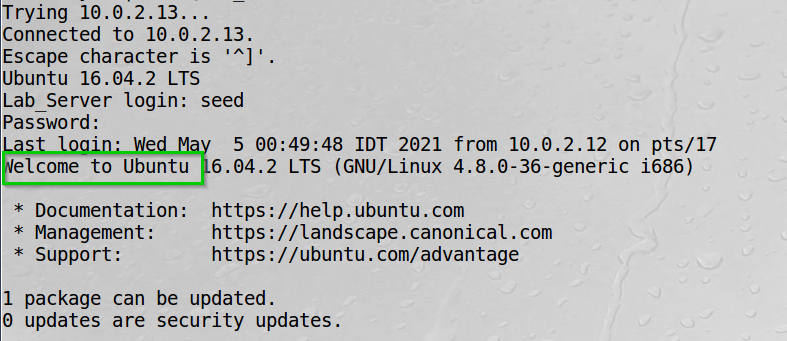 Trying 10.0.2.13...
Connected to 10.0.2.13.
Escape character is '^]'.
Ubuntu 16.04.2 LTS
Lab_Server login: seed
Password:
Last login: Wed May  5 00:49:48 IDT 2021 from 10.0.2.12 on pts/17
Welcome to Ubuntu 16.04.2 LTS (GNU/Linux 4.8.0-36-generic i686)
 * Documentation:  https://help.ubuntu.com
 * Management:     https://landscape.canonical.com
 * Support:        https://ubuntu.com/advantage
1 package can be updated.
0 updates are security updates.